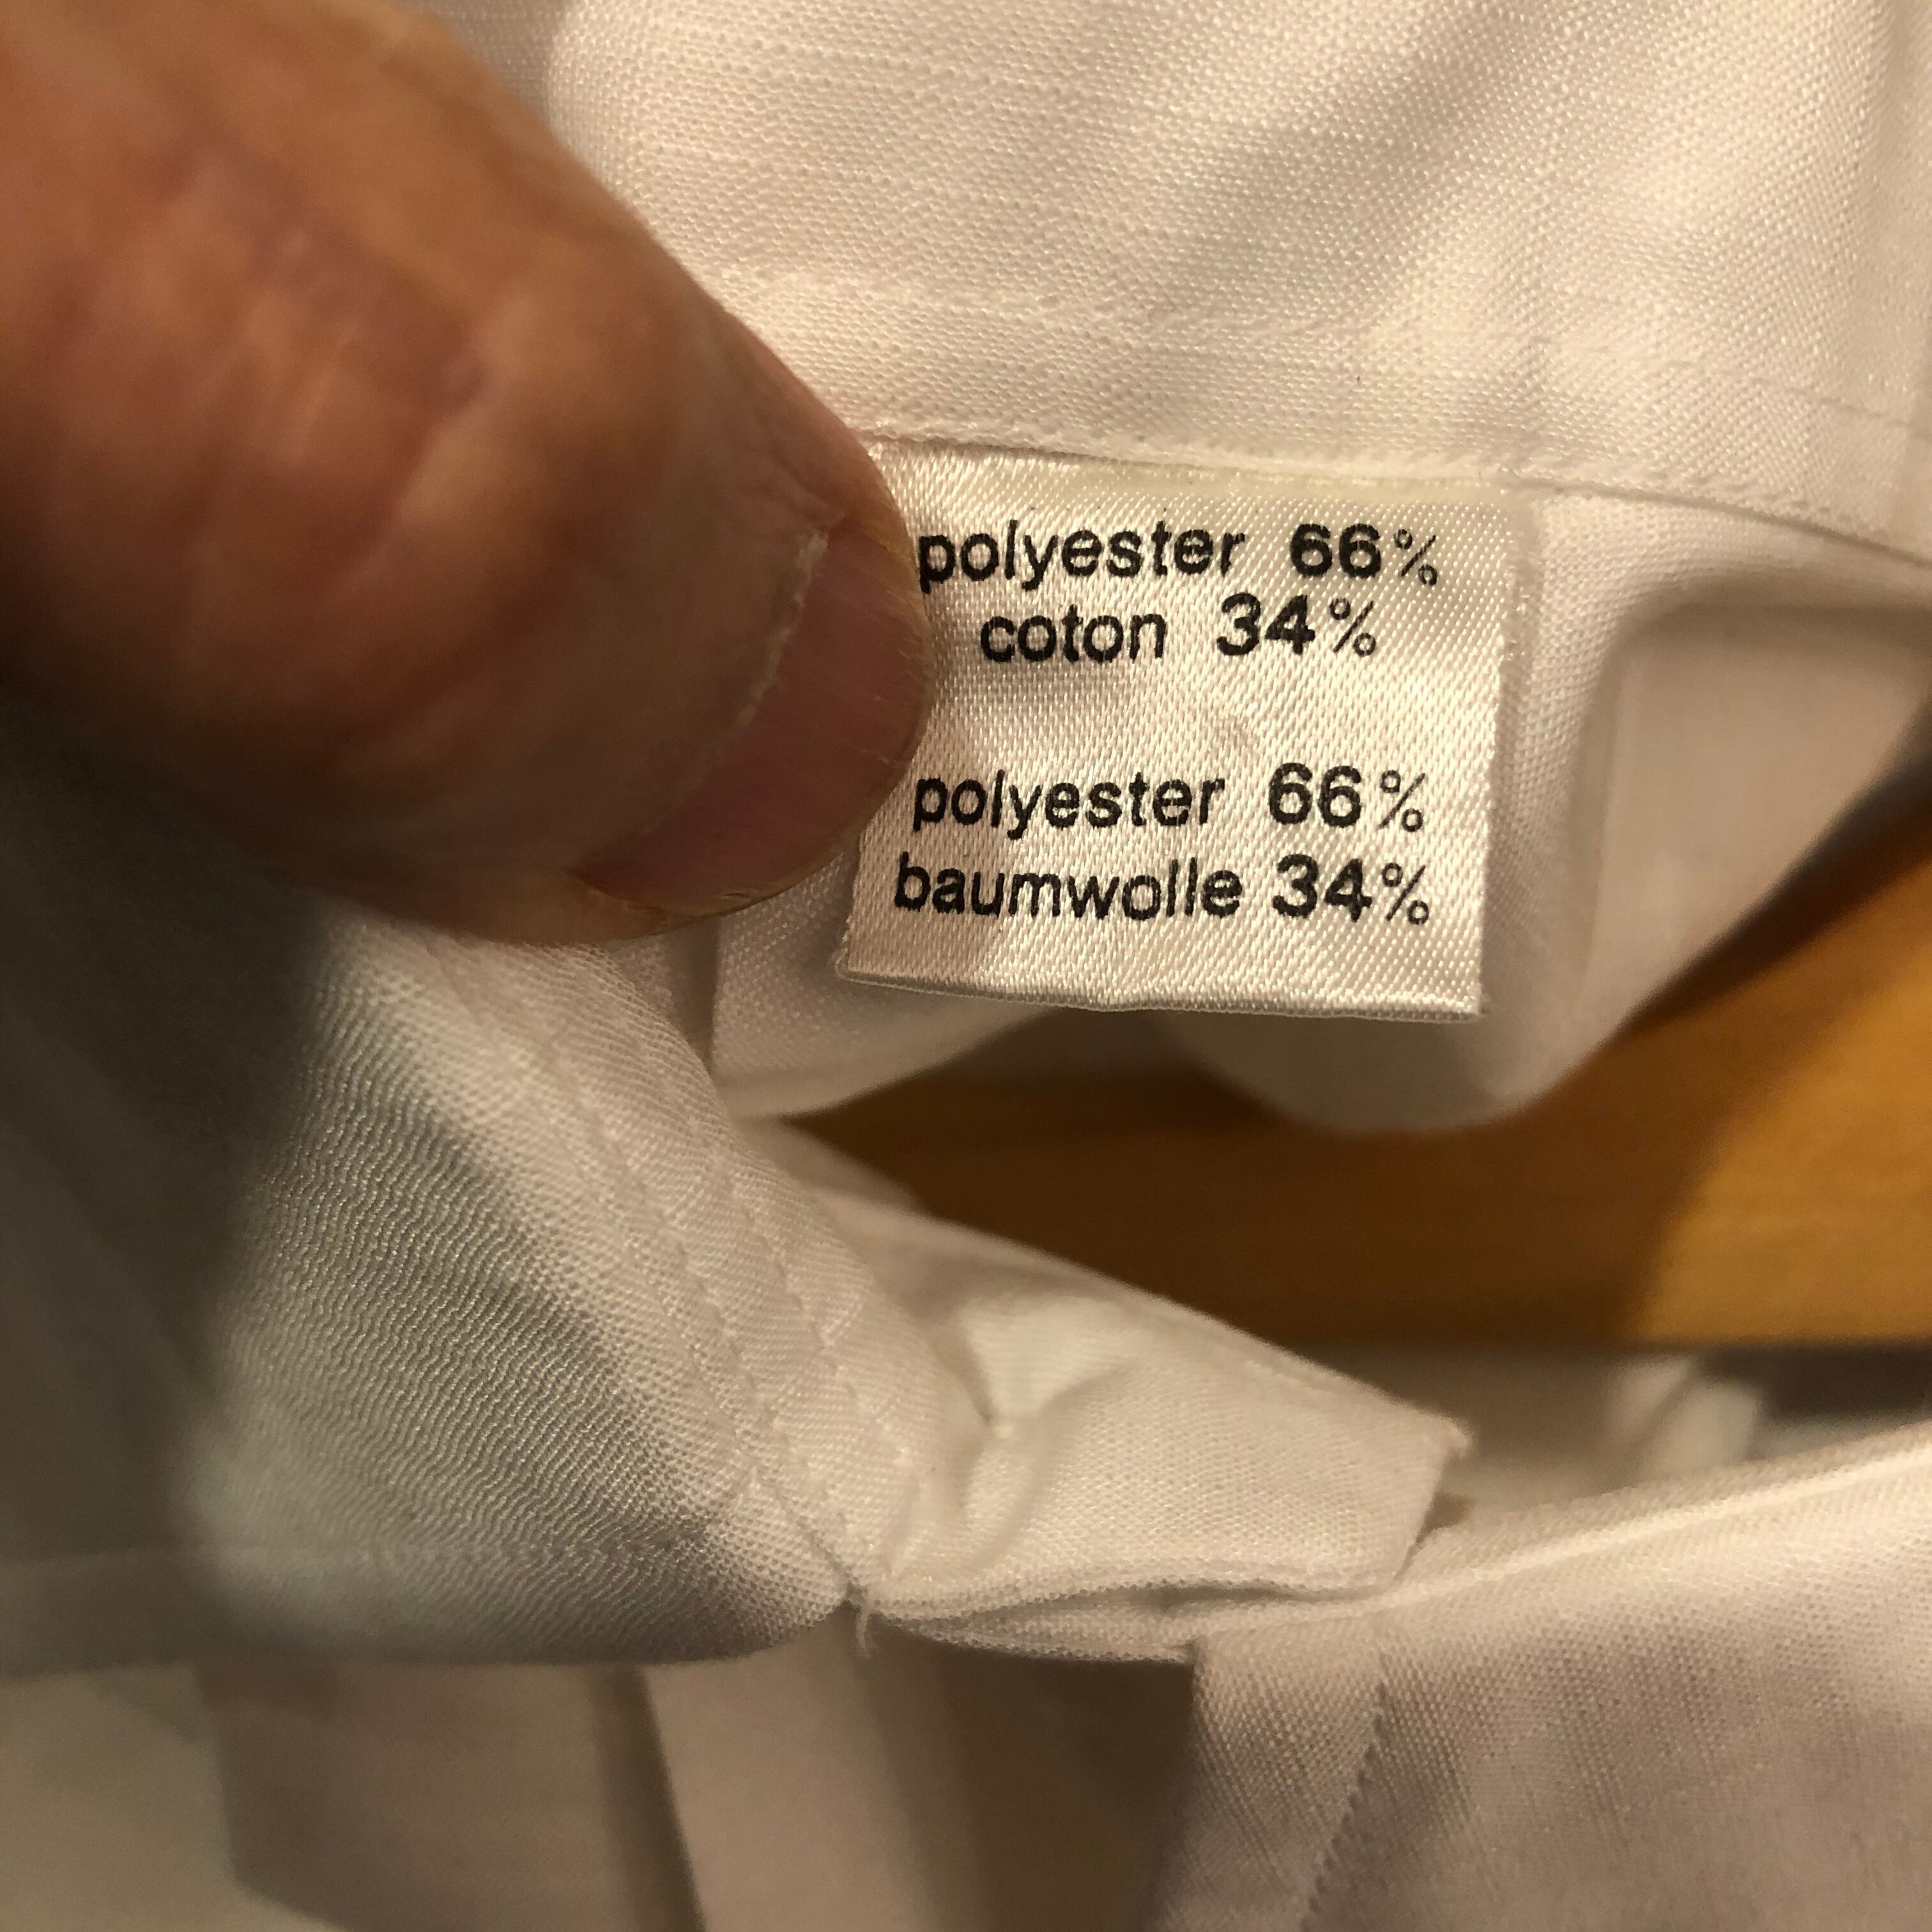 polyester 66%
coton 34%
polyester 66%
baumwolle 34%